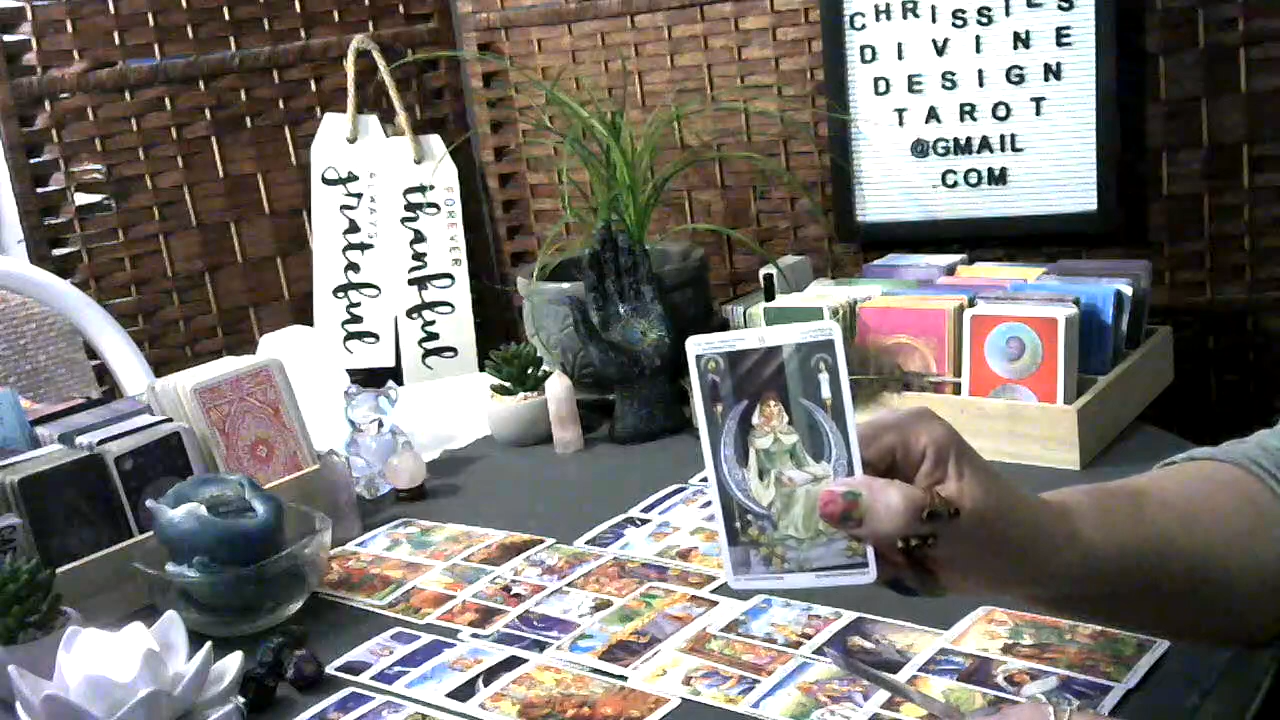 CHRISSIES
DIVINE
DESIGN
TAROT
@GMAIL
.COM
ALWAYS
grateful
FOREVER
thankful